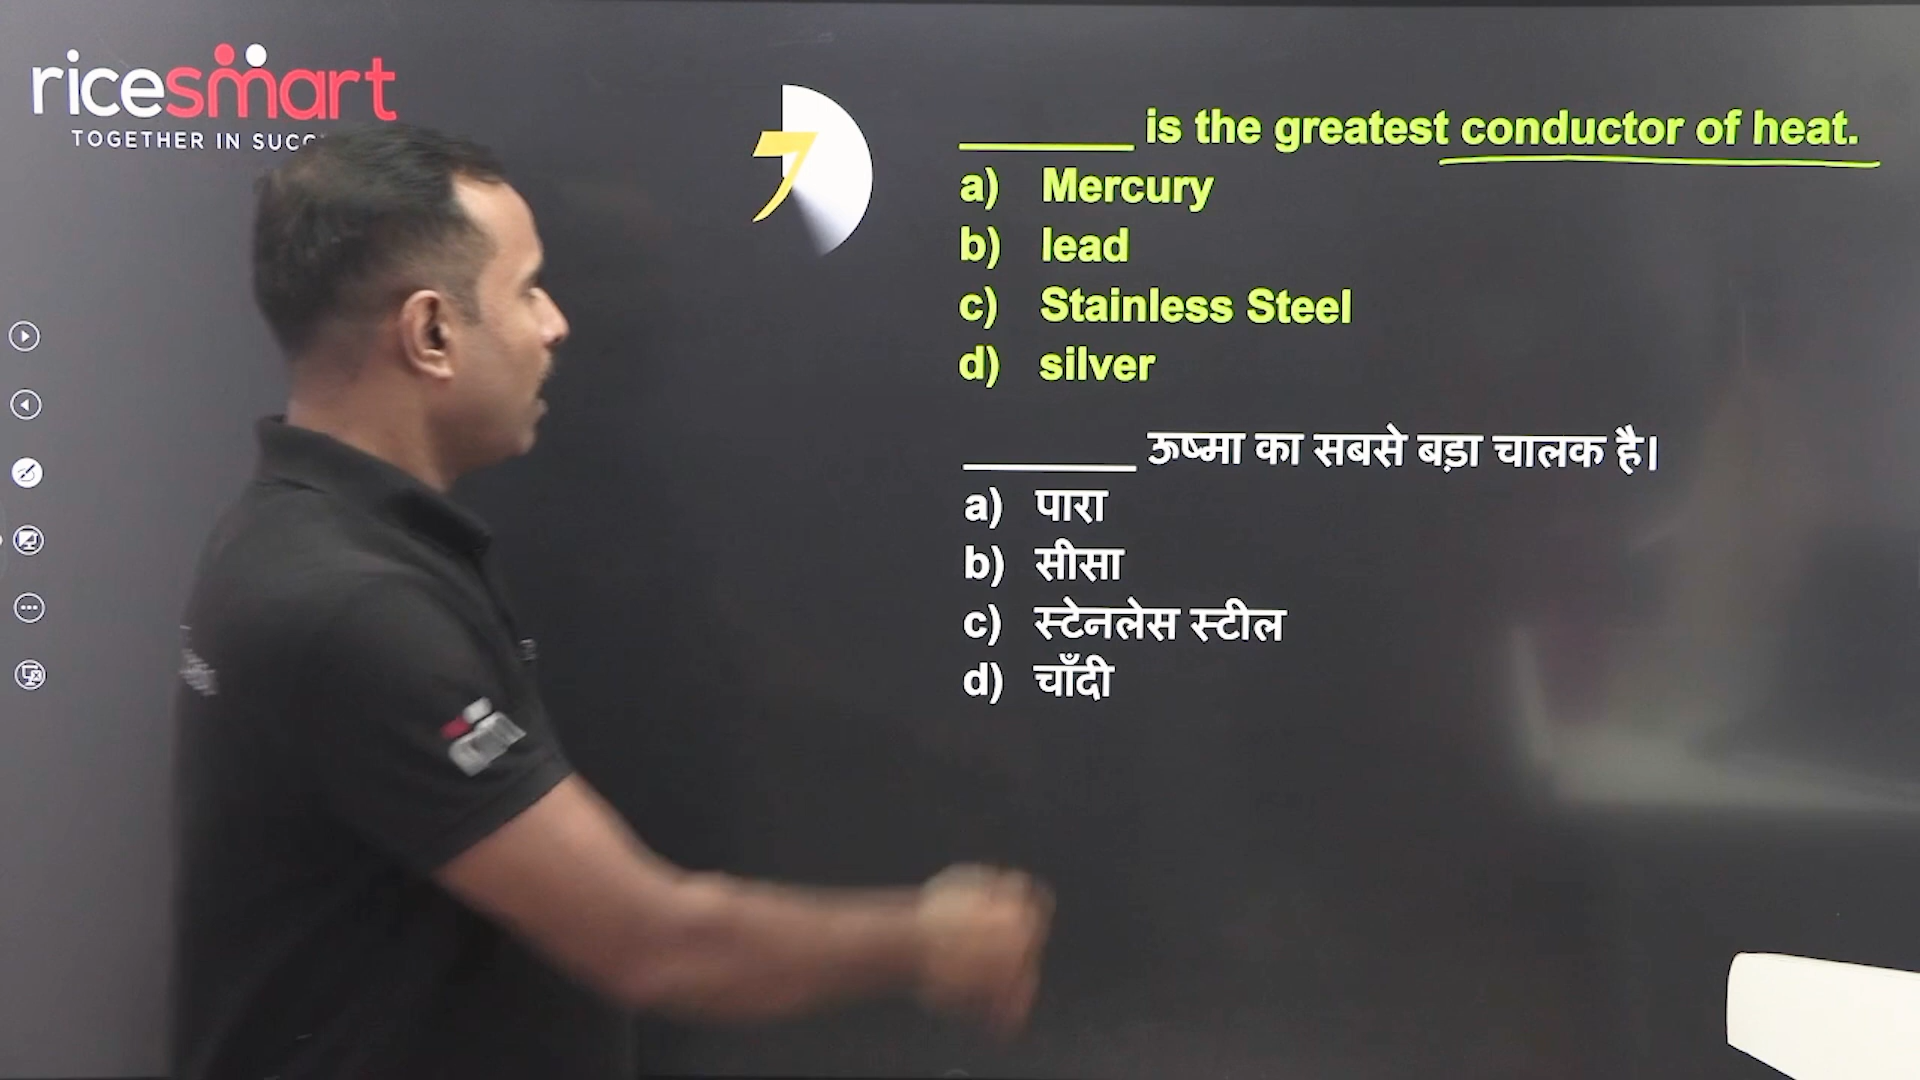 ricesmart
TOGETHER IN
7
________ is the greatest conductor of heat.
a) Mercury
b) lead
c) Stainless Steel
d) silver
________ ऊष्मा का सबसे बड़ा चालक है।
a) पारा
b) सीसा
c) स्टेनलेस स्टील
d) चाँदी